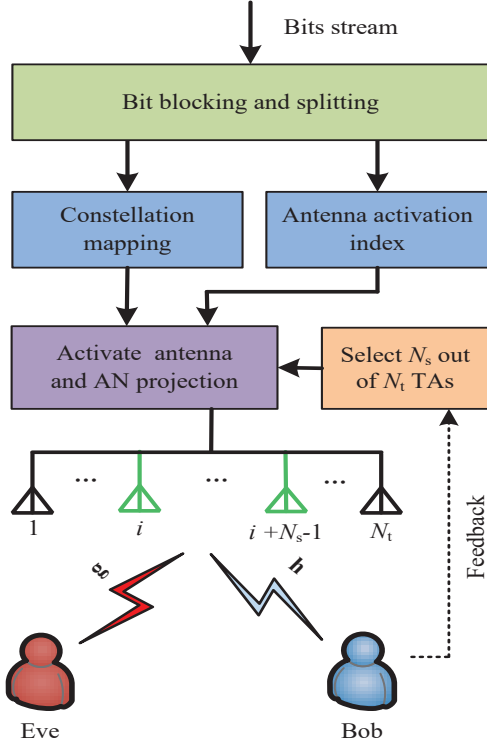 Bits stream
Bit blocking and splitting
Constellation
mapping
Antenna activation
index
Activate antenna
and AN projection
Select Ns out
of Nt TAs
... ... ...
1 i i +Ns-1 Nt
Feedback
g h
Eve Bob